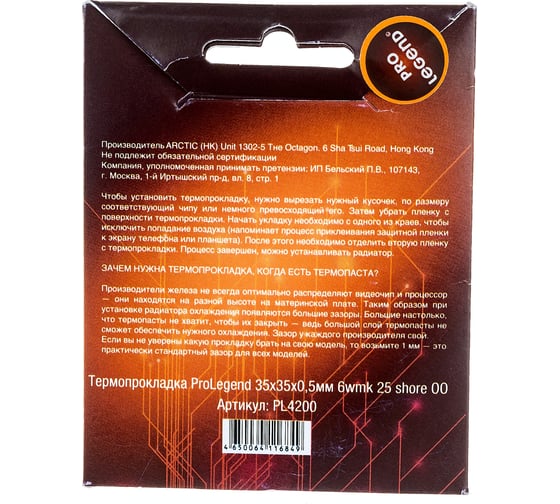 PRO
LEGEND®
Производитель ARCTIC (HK) Unit 1302-5 The Octagon. 6 Sha Tsui Road, Hong Kong
Не подлежит обязательной сертификации
Компания, уполномоченная принимать претензии: ИП Бельский П.В., 107143,
г. Москва, 1-й Иртышский пр-д, вл. 8, стр. 1
Чтобы установить термопрокладку, нужно вырезать нужный кусочек, по размеру
соответствующий чипу или немного превосходящий его. Затем убрать пленку с
поверхности термопрокладки. Начать укладку необходимо с одного из краев, чтобы
исключить попадание воздуха (напоминает процесс приклеивания защитной пленки
к экрану телефона или планшета). После этого необходимо отделить вторую пленку
с термопрокладки. Процесс завершен, можно устанавливать радиатор.
ЗАЧЕМ НУЖНА ТЕРМОПРОКЛАДКА, КОГДА ЕСТЬ ТЕРМОПАСТА?
Производители железа не всегда оптимально распределяют видеочип и процессор
— они находятся на разной высоте на материнской плате. Таким образом при
установке радиатора охлаждения появляются большие зазоры. Большие настолько,
что термопасты не хватит, чтобы их закрыть — ведь большой слой термопасты не
сможет обеспечить нужного охлаждения. Зазор у каждого производителя свой.
Если вы не уверены какую прокладку брать на свою модель, то возьмите 1 мм — это
практически стандартный зазор для всех моделей.
Термопрокладка ProLegend 35x35x0,5мм 6wmk 25 shore OO
Артикул: PL4200
4650064116849